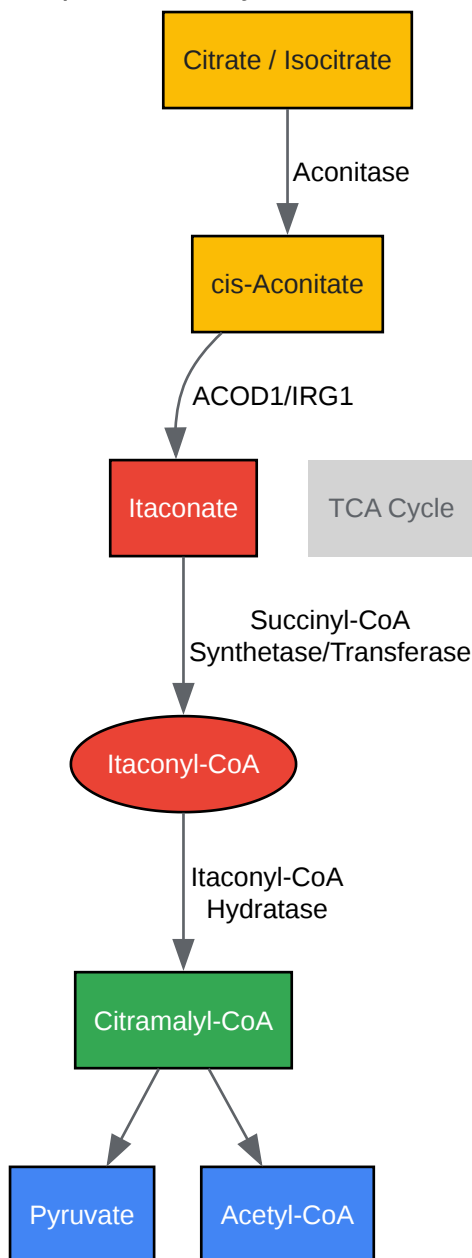 Citrate / Isocitrate
Aconitase
cis-Aconitate
ACOD1/IRG1
Itaconate
TCA Cycle
Succinyl-CoA
Synthetase/Transferase
Itaconyl-CoA
Itaconyl-CoA
Hydratase
Citramalyl-CoA
Pyruvate
Acetyl-CoA